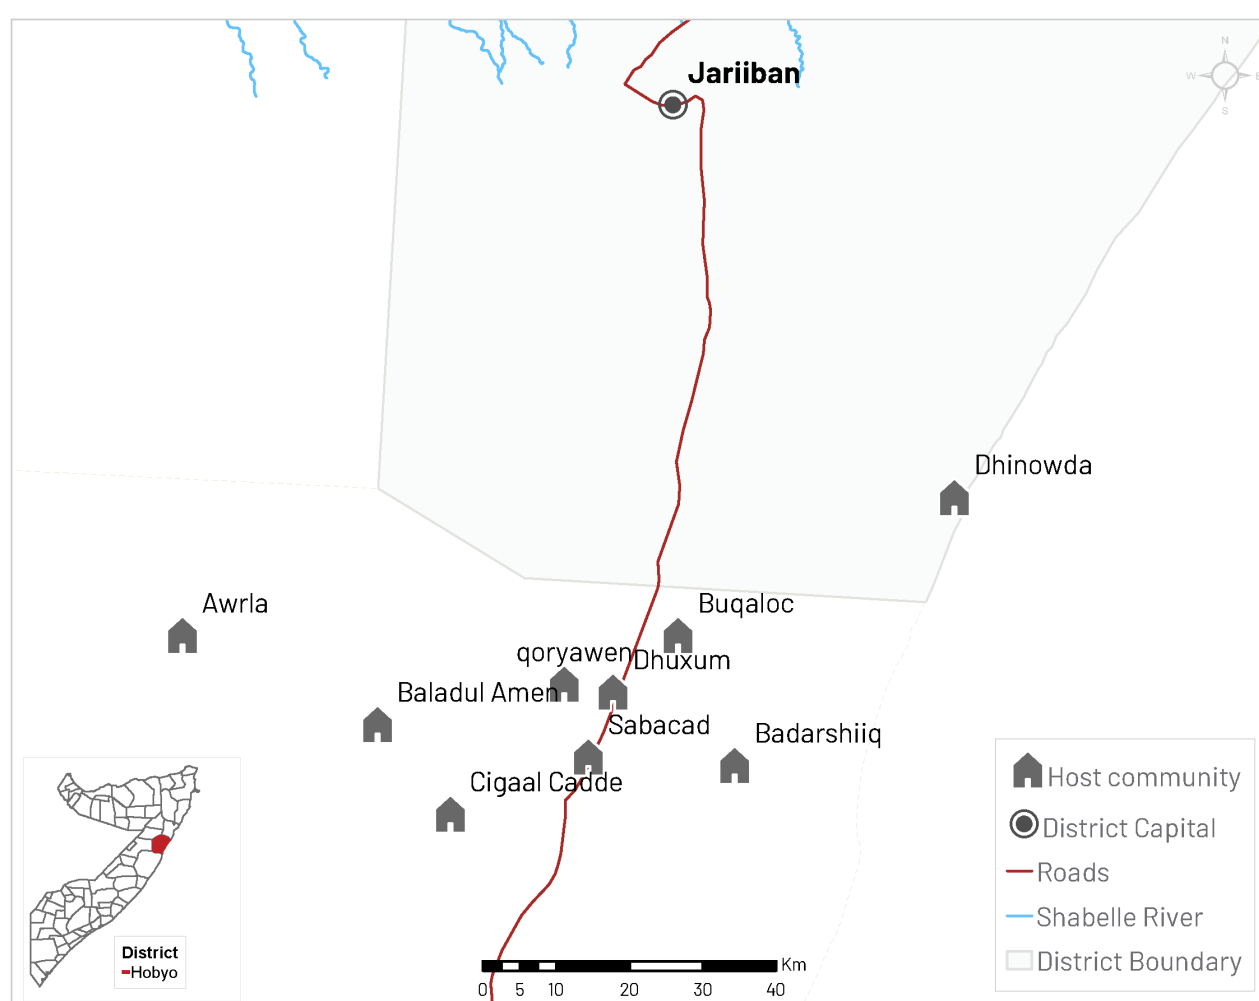 N
W
E
S
Jariiban
Dhinowda
Awrla
Buqaloc
qoryawen
Dhuxum
Baladul Amen
Sabacad
Badarshiiq
Cigaal Cadde
Host community
District Capital
Roads
Shabelle River
District Boundary
District
Hobyo
Km
0 5 10 20 30 40